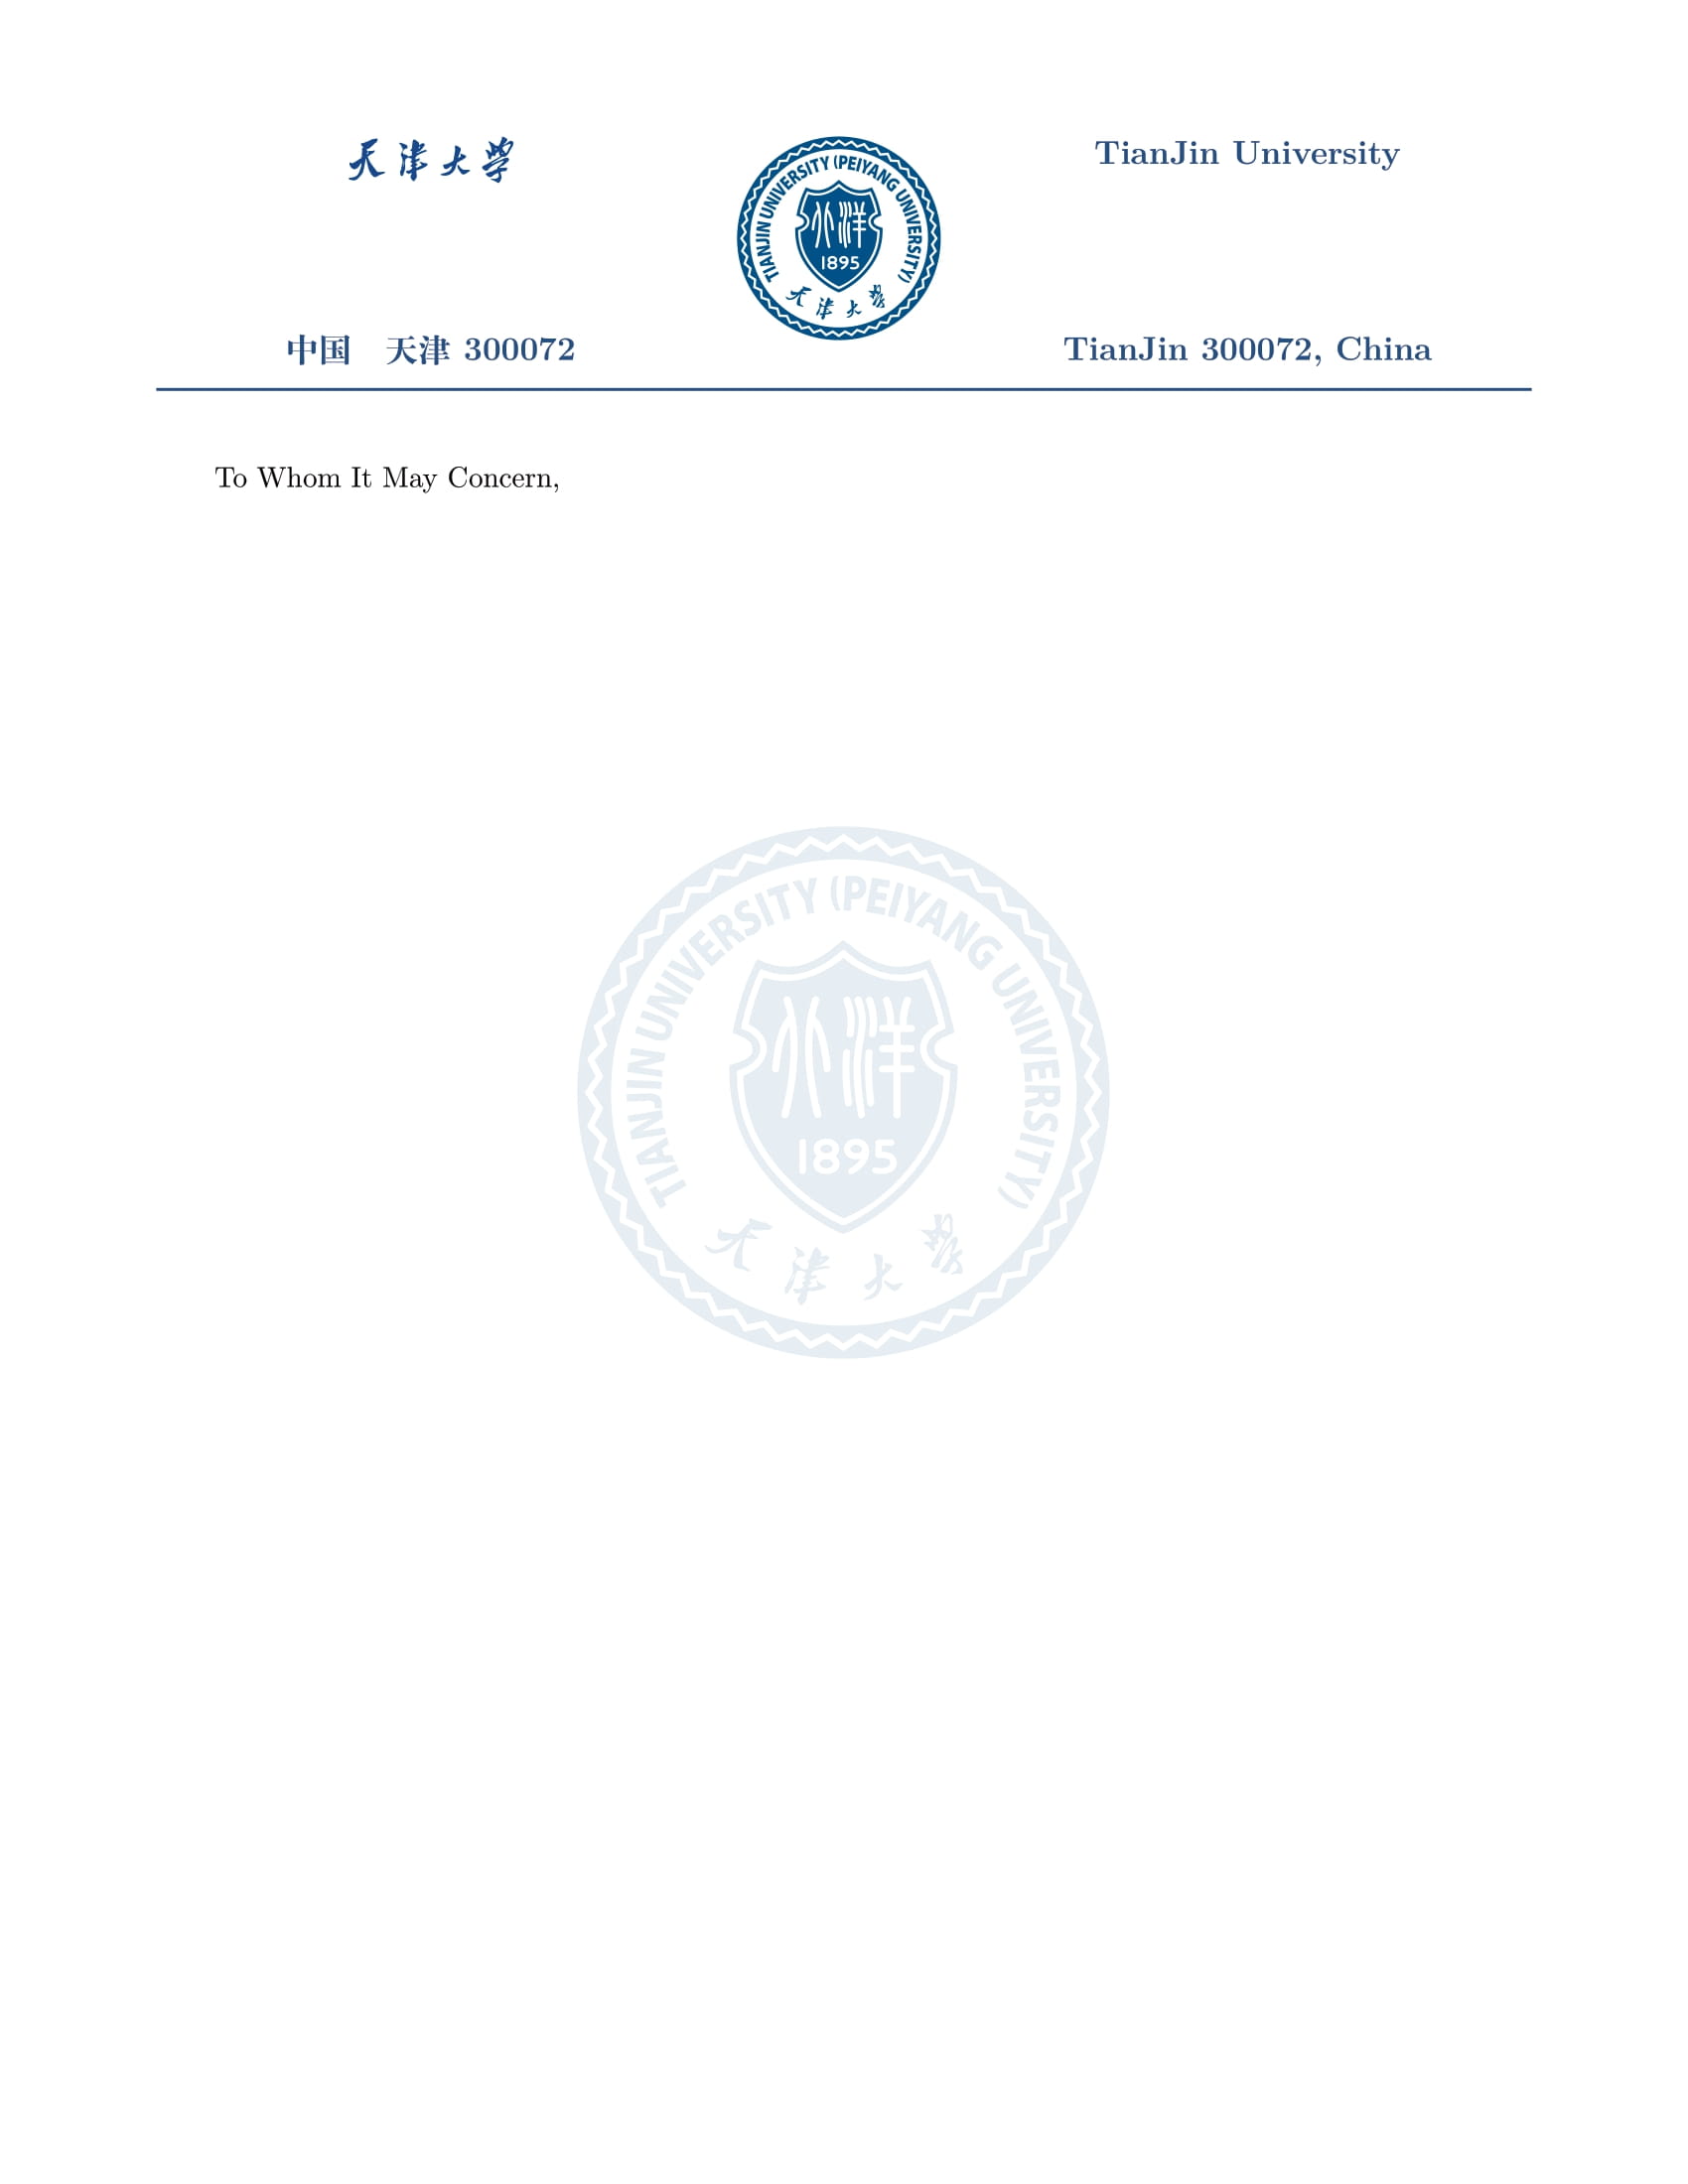 天津大学
TianJin University
TIANJIN UNIVERSITY (PEIYANG UNIVERSITY)
北洋
1895
天津大學
中国 天津 300072
TianJin 300072, China
To Whom It May Concern,
TIANJIN UNIVERSITY (PEIYANG UNIVERSITY)
北洋
1895
天津大學